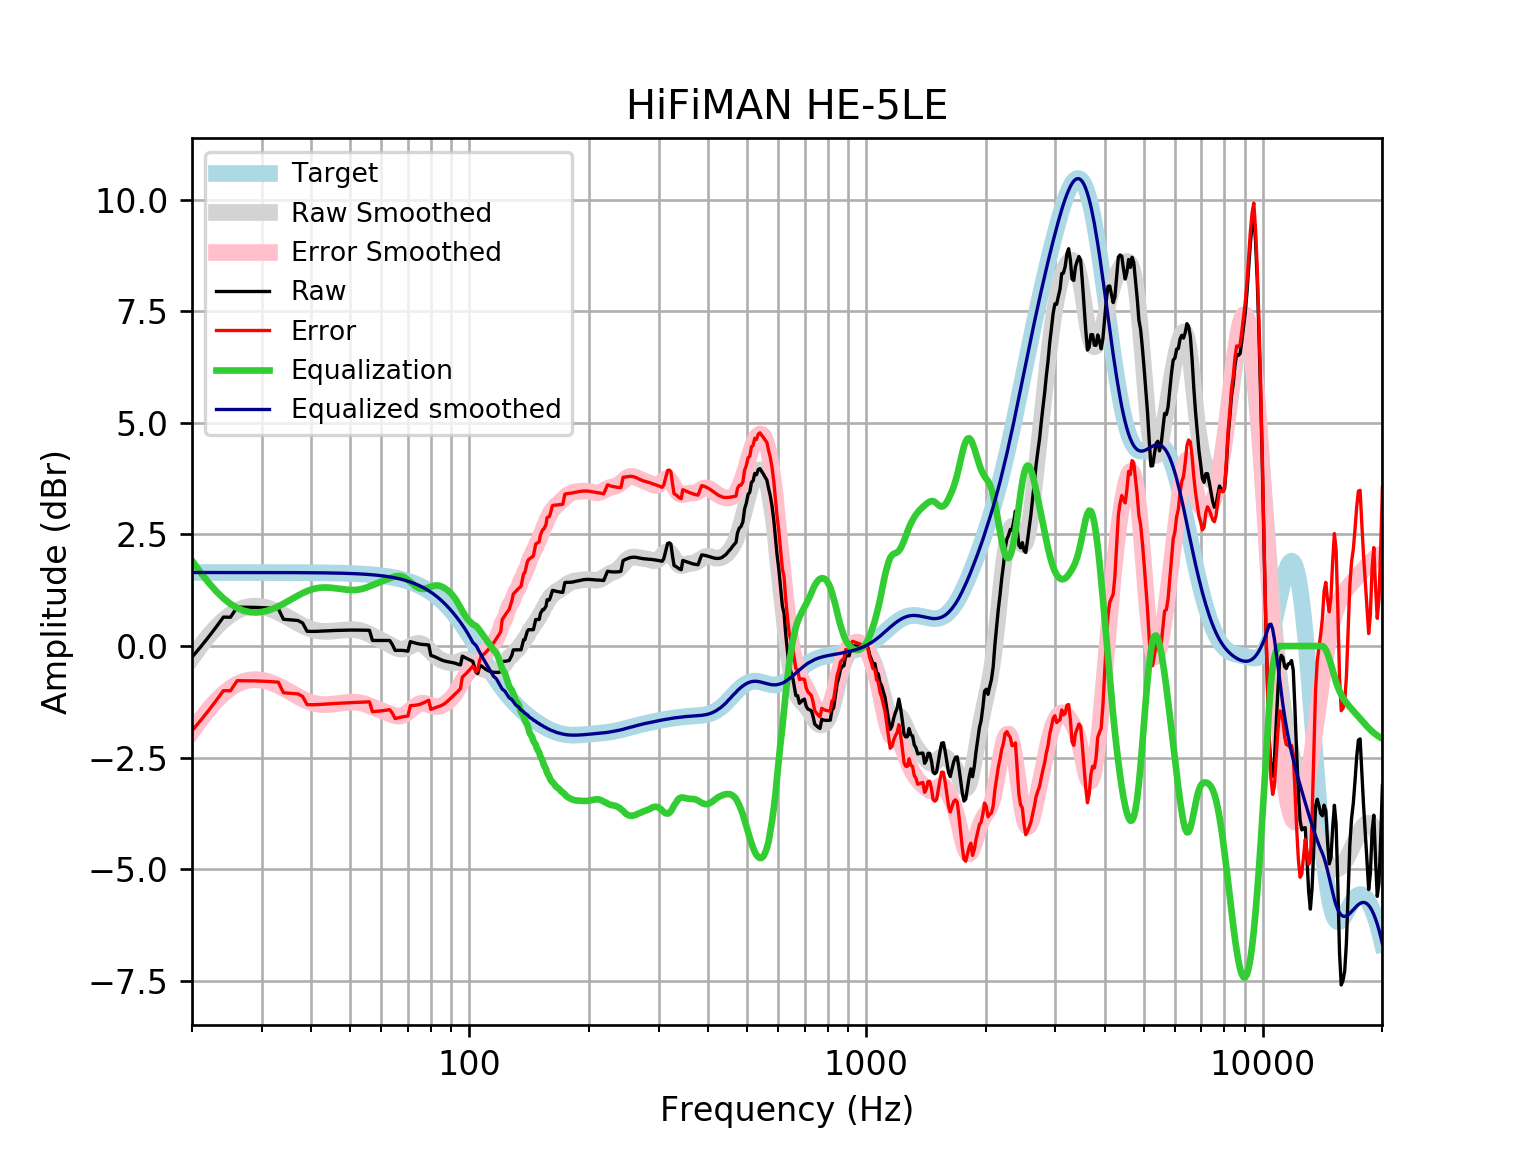 HiFiMAN HE-5LE
Target
Raw Smoothed
Error Smoothed
Raw
Error
Equalization
Equalized smoothed
10.0
7.5
5.0
2.5
0.0
−2.5
−5.0
−7.5
Amplitude (dBr)
100 1000 10000
Frequency (Hz)